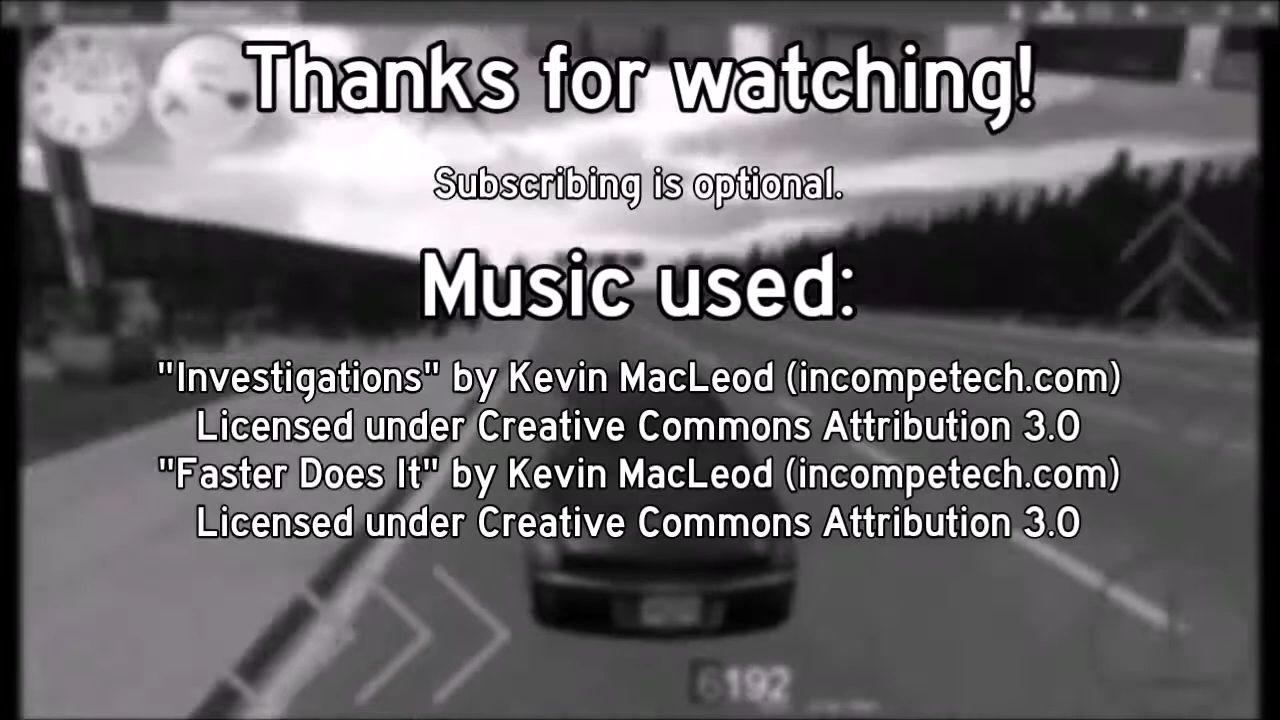 Thanks for watching!
Subscribing is optional.
Music used:
"Investigations" by Kevin MacLeod (incompetech.com)
Licensed under Creative Commons Attribution 3.0
"Faster Does It" by Kevin MacLeod (incompetech.com)
Licensed under Creative Commons Attribution 3.0
6192